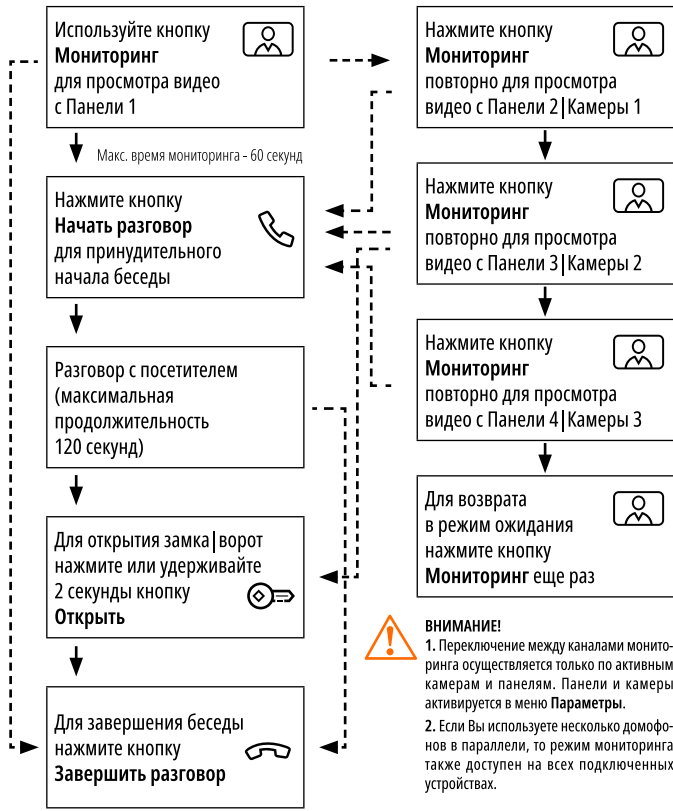 Используйте кнопку
Мониторинг
для просмотра видео
с Панели 1
Макс. время мониторинга - 60 секунд
Нажмите кнопку
Начать разговор
для принудительного
начала беседы
Разговор с посетителем
(максимальная
продолжительность
120 секунд)
Для открытия замка|ворот
нажмите или удерживайте
2 секунды кнопку
Открыть
Для завершения беседы
нажмите кнопку
Завершить разговор
Нажмите кнопку
Мониторинг
повторно для просмотра
видео с Панели 2|Камеры 1
Нажмите кнопку
Мониторинг
повторно для просмотра
видео с Панели 3|Камеры 2
Нажмите кнопку
Мониторинг
повторно для просмотра
видео с Панели 4|Камеры 3
Для возврата
в режим ожидания
нажмите кнопку
Мониторинг еще раз
ВНИМАНИЕ!
1. Переключение между каналами монито-
ринга осуществляется только по активным
камерам и панелям. Панели и камеры
активируется в меню Параметры.
2. Если Вы используете несколько домофо-
нов в параллели, то режим мониторинга
также доступен на всех подключенных
устройствах.